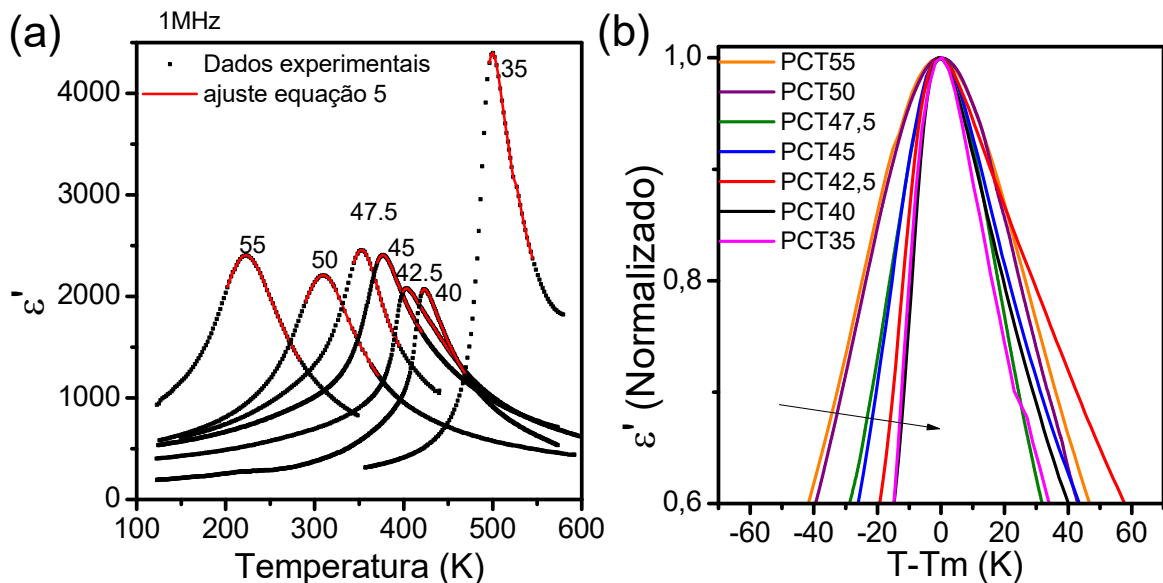 (a)
1MHz
Dados experimentais
ajuste equação 5
35
47.5
55
50
45
42.5
40
4000
3000
2000
1000
0
ε'
100 200 300 400 500 600
Temperatura (K)
(b)
PCT55
PCT50
PCT47,5
PCT45
PCT42,5
PCT40
PCT35
1,0
0,8
0,6
ε' (Normalizado)
-60 -40 -20 0 20 40 60
T-Tm (K)